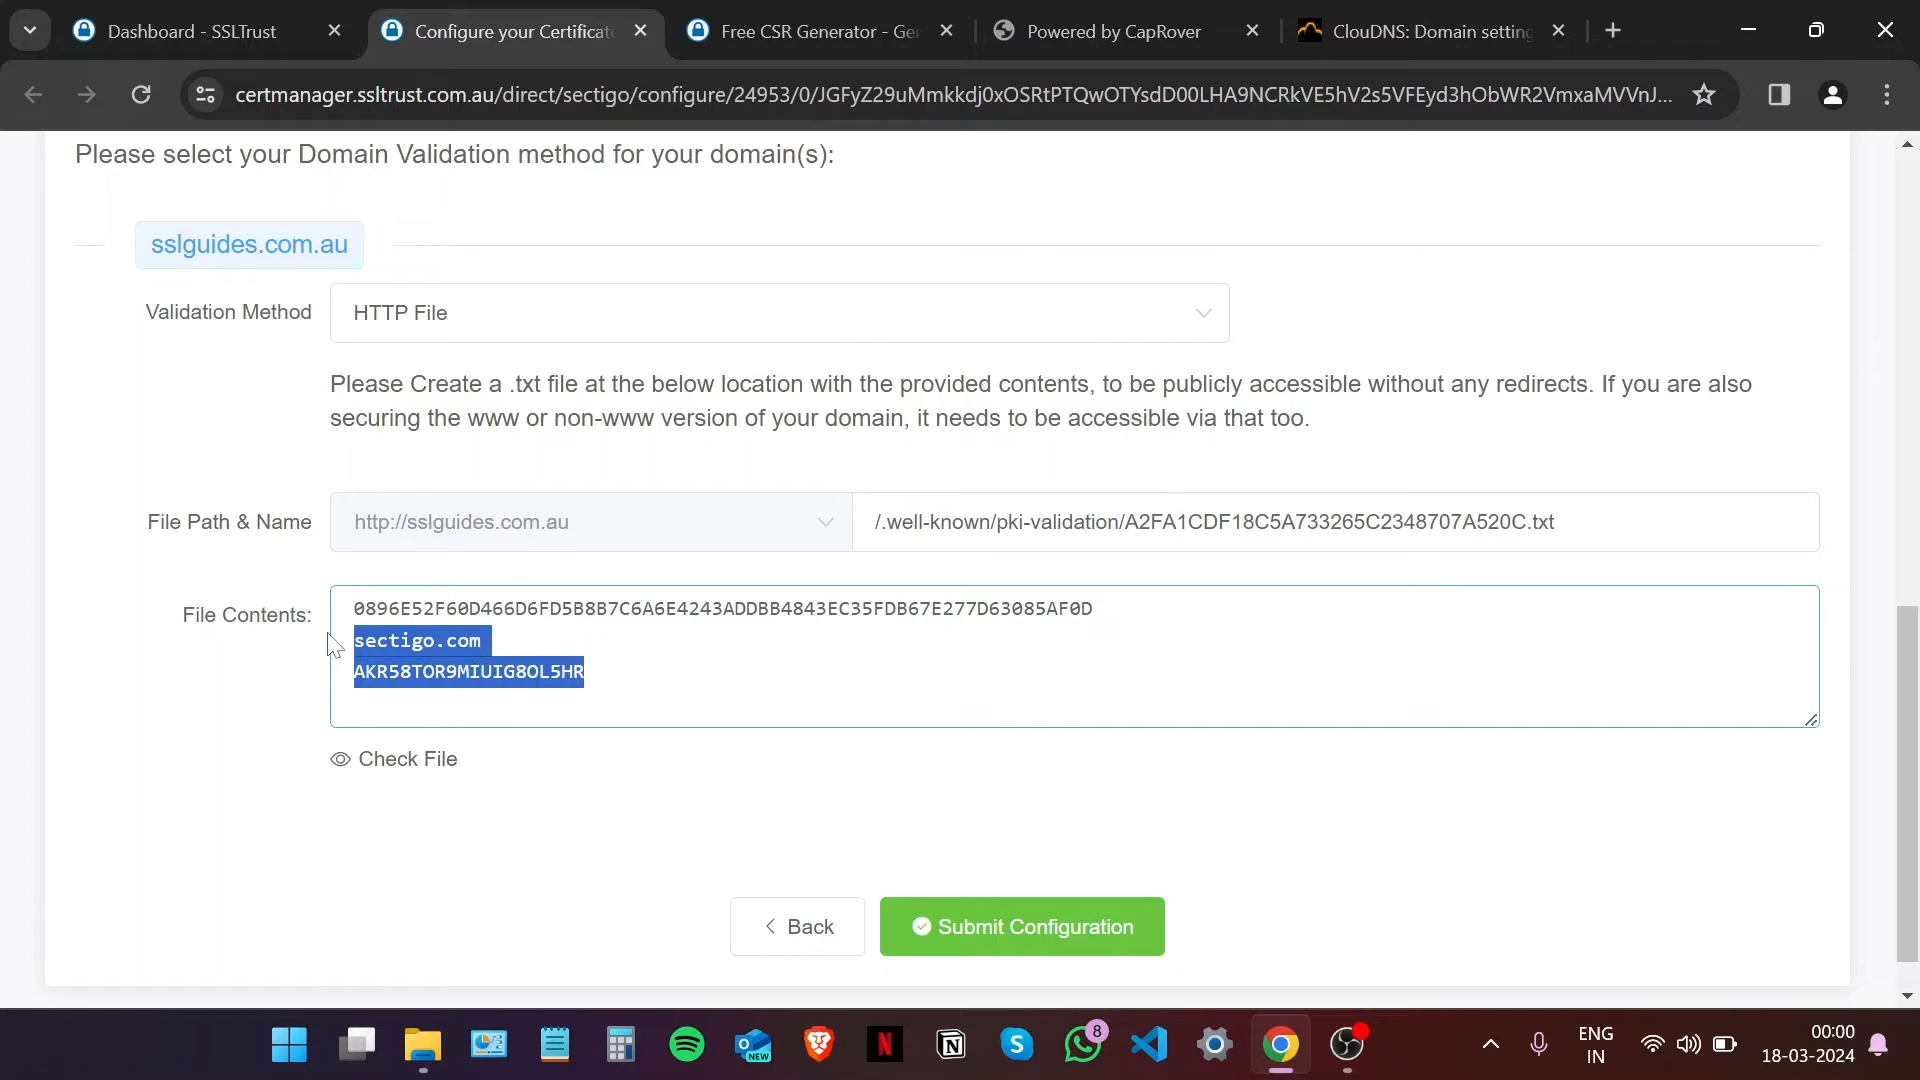 Dashboard - SSLTrust
Configure your Certificat
Free CSR Generator - Ge
Powered by CapRover
ClouDNS: Domain setting
certmanager.ssltrust.com.au/direct/sectigo/configure/24953/0/JGFyZ29uMmkkdj0xOSRtPTQwOTYsdD00LHA9NCRkVE5hV2s5VFEyd3hObWR2VmxaMVVnJ...
Please select your Domain Validation method for your domain(s):
sslguides.com.au
Validation Method
HTTP File
Please Create a .txt file at the below location with the provided contents, to be publicly accessible without any redirects. If you are also
securing the www or non-www version of your domain, it needs to be accessible via that too.
File Path & Name
http://sslguides.com.au
/.well-known/pki-validation/A2FA1CDF18C5A733265C2348707A520C.txt
File Contents:
0896E52F60D466D6FD5B8B7C6A6E4243ADDBB4843EC35FDB67E277D63085AF0D
sectigo.com
AKR58TOR9MIUIG8OL5HR
Check File
Back
Submit Configuration
NEW
8
ENG
IN
00:00
18-03-2024